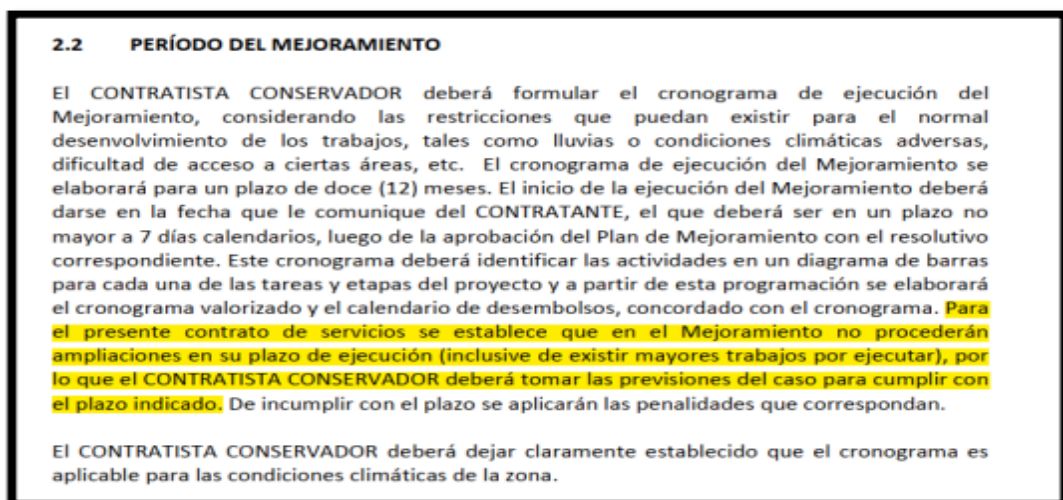 2.2 PERÍODO DEL MEJORAMIENTO
El CONTRATISTA CONSERVADOR deberá formular el cronograma de ejecución del
Mejoramiento, considerando las restricciones que puedan existir para el normal
desenvolvimiento de los trabajos, tales como lluvias o condiciones climáticas adversas,
dificultad de acceso a ciertas áreas, etc. El cronograma de ejecución del Mejoramiento se
elaborará para un plazo de doce (12) meses. El inicio de la ejecución del Mejoramiento deberá
darse en la fecha que le comunique del CONTRATANTE, el que deberá ser en un plazo no
mayor a 7 días calendarios, luego de la aprobación del Plan de Mejoramiento con el resolutivo
correspondiente. Este cronograma deberá identificar las actividades en un diagrama de barras
para cada una de las tareas y etapas del proyecto y a partir de esta programación se elaborará
el cronograma valorizado y el calendario de desembolsos, concordado con el cronograma. Para
el presente contrato de servicios se establece que en el Mejoramiento no procederán
ampliaciones en su plazo de ejecución (inclusive de existir mayores trabajos por ejecutar), por
lo que el CONTRATISTA CONSERVADOR deberá tomar las previsiones del caso para cumplir con
el plazo indicado. De incumplir con el plazo se aplicarán las penalidades que correspondan.
El CONTRATISTA CONSERVADOR deberá dejar claramente establecido que el cronograma es
aplicable para las condiciones climáticas de la zona.